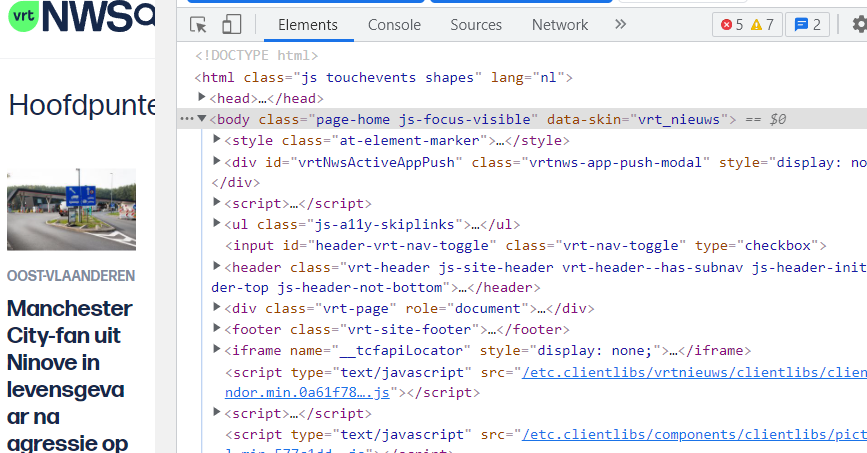 vrt NWS
Hoofdpunte
OOST-VLAANDEREN
Manchester
City-fan uit
Ninove in
levensgeva
ar na
agressie op
Elements Console Sources Network » 5 7 2
<!DOCTYPE html>
<html class="js touchevents shapes" lang="nl">
<head>…</head>
<body class="page-home js-focus-visible" data-skin="vrt_nieuws"> == $0
<style class="at-element-marker">…</style>
<div id="vrtNwsActiveAppPush" class="vrtnws-app-push-modal" style="display: no
</div>
<script>…</script>
<ul class="js-a11y-skiplinks">…</ul>
<input id="header-vrt-nav-toggle" class="vrt-nav-toggle" type="checkbox">
<header class="vrt-header js-site-header vrt-header--has-subnav js-header-init
der-top js-header-not-bottom">…</header>
<div class="vrt-page" role="document">…</div>
<footer class="vrt-site-footer">…</footer>
<iframe name="__tcfapiLocator" style="display: none;">…</iframe>
<script type="text/javascript" src="/etc.clientlibs/vrtnieuws/clientlibs/clien
ndor.min.0a61f78….js"></script>
<script>…</script>
<script type="text/javascript" src="/etc.clientlibs/components/clientlibs/pict